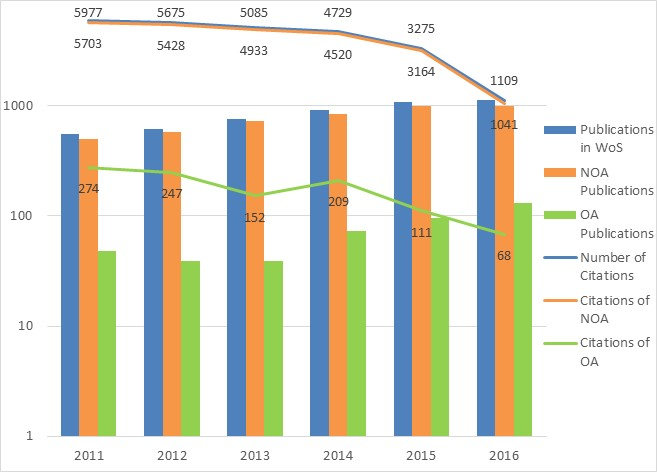 5977 5675 5085 4729 3275 1109
5703 5428 4933 4520 3164 1041
1000
100
10
1
274 247 152 209 111 68
2011 2012 2013 2014 2015 2016
Publications
in WoS
NOA
Publications
OA
Publications
Number of
Citations
Citations of
NOA
Citations of
OA